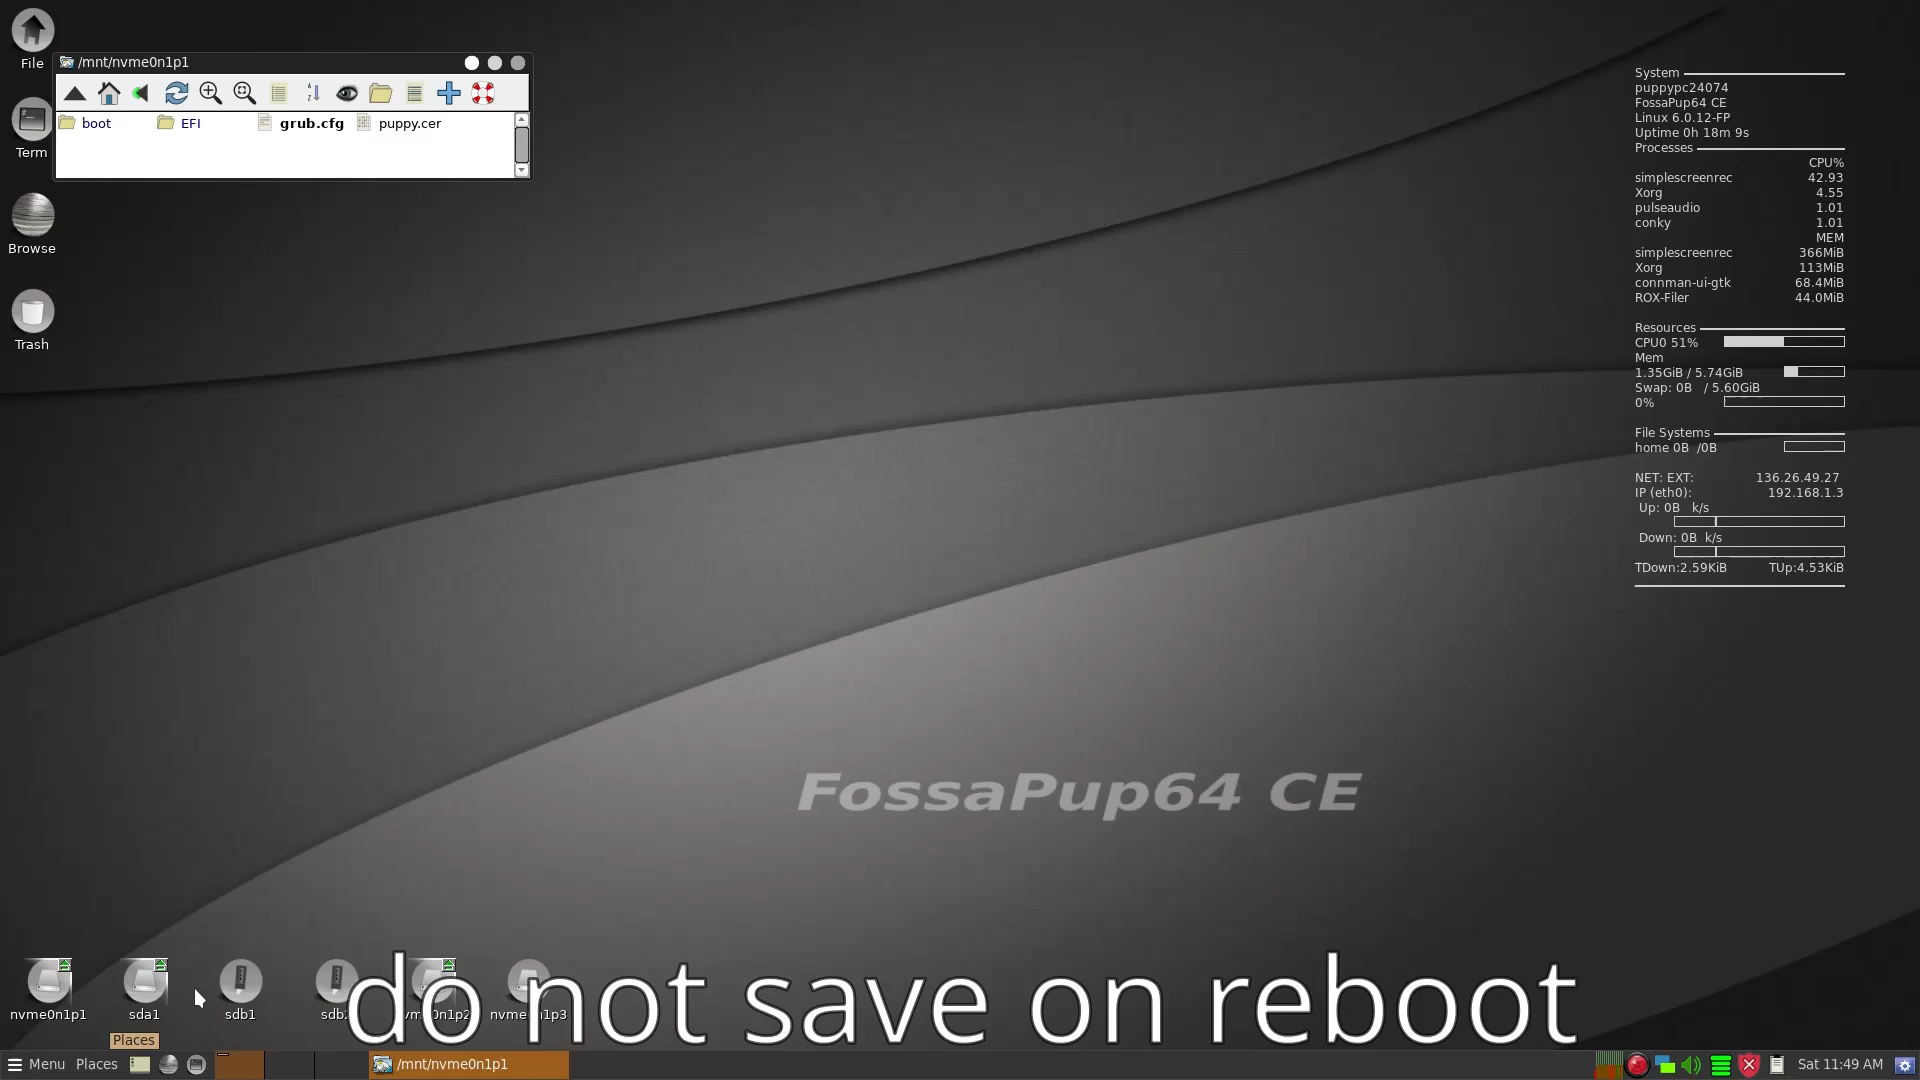 File
/mnt/nvme0n1p1
boot
EFI
grub.cfg
puppy.cer
Term
Browse
Trash
System
puppypc24074
FossaPup64 CE
Linux 6.0.12-FP
Uptime 0h 18m 9s
Processes
CPU%
simplescreenrec 42.93
Xorg 4.55
pulseaudio 1.01
conky 1.01
MEM
simplescreenrec 366MiB
Xorg 113MiB
connman-ui-gtk 68.4MiB
ROX-Filer 44.0MiB
Resources
CPU0 51%
Mem
1.35GiB / 5.74GiB
Swap: 0B / 5.60GiB
0%
File Systems
home 0B /0B
NET: EXT: 136.26.49.27
IP (eth0): 192.168.1.3
Up: 0B k/s
Down: 0B k/s
TDown:2.59KiB TUp:4.53KiB
FossaPup64 CE
nvme0n1p1
sda1
sdb1
nvme0n1p3
do not save on reboot
Places
Menu
Places
/mnt/nvme0n1p1
Sat 11:49 AM